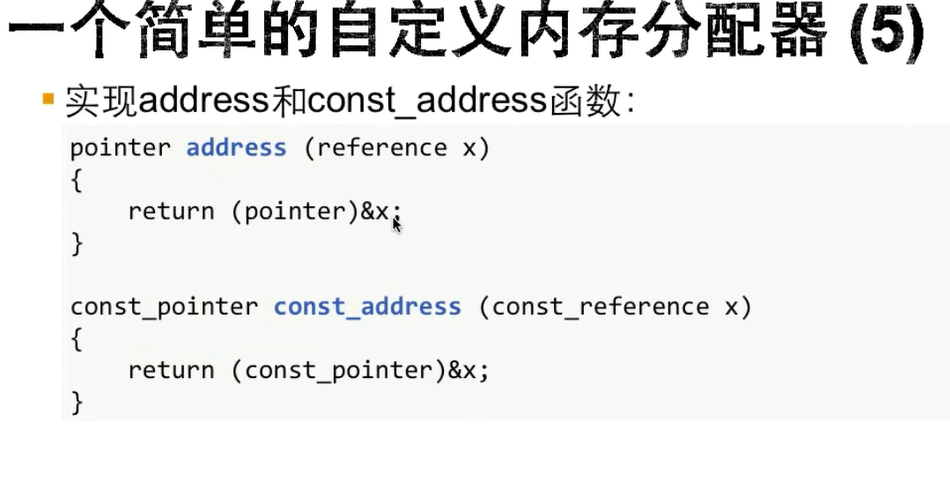 一个简单的自定义内存分配器 (5)
实现address和const_address函数：
pointer address (reference x)
{
    return (pointer)&x;
}
const_pointer const_address (const_reference x)
{
    return (const_pointer)&x;
}